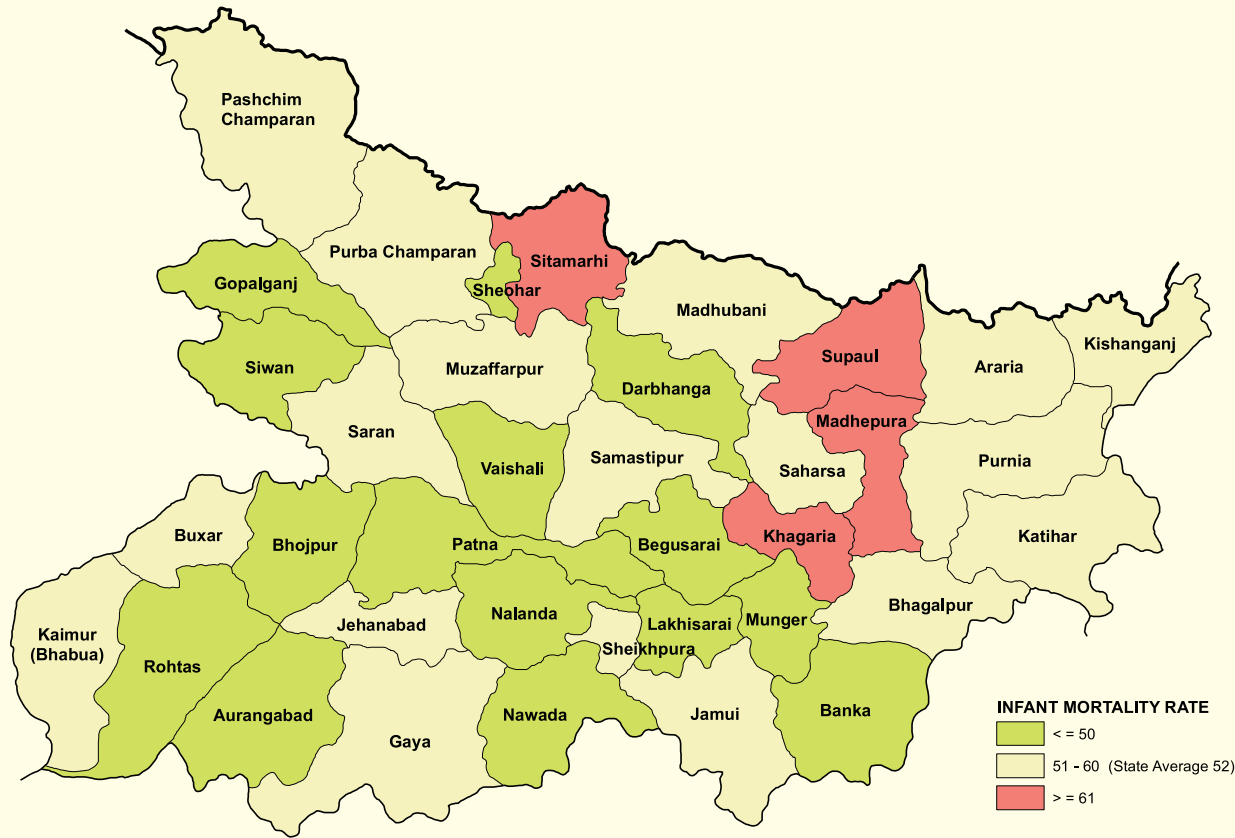 Pashchim
Champaran
Purba Champaran
Sitamarhi
Gopalganj
Sheohar
Madhubani
Kishanganj
Supaul
Araria
Siwan
Muzaffarpur
Darbhanga
Madhepura
Saran
Purnia
Vaishali
Samastipur
Saharsa
Buxar
Bhojpur
Patna
Begusarai
Khagaria
Katihar
Bhagalpur
Nalanda
Jehanabad
Lakhisarai
Munger
Kaimur
(Bhabua)
Sheikhpura
Rohtas
Aurangabad
Nawada
Jamui
Banka
Gaya
INFANT MORTALITY RATE
< = 50
51 - 60 (State Average 52)
> = 61